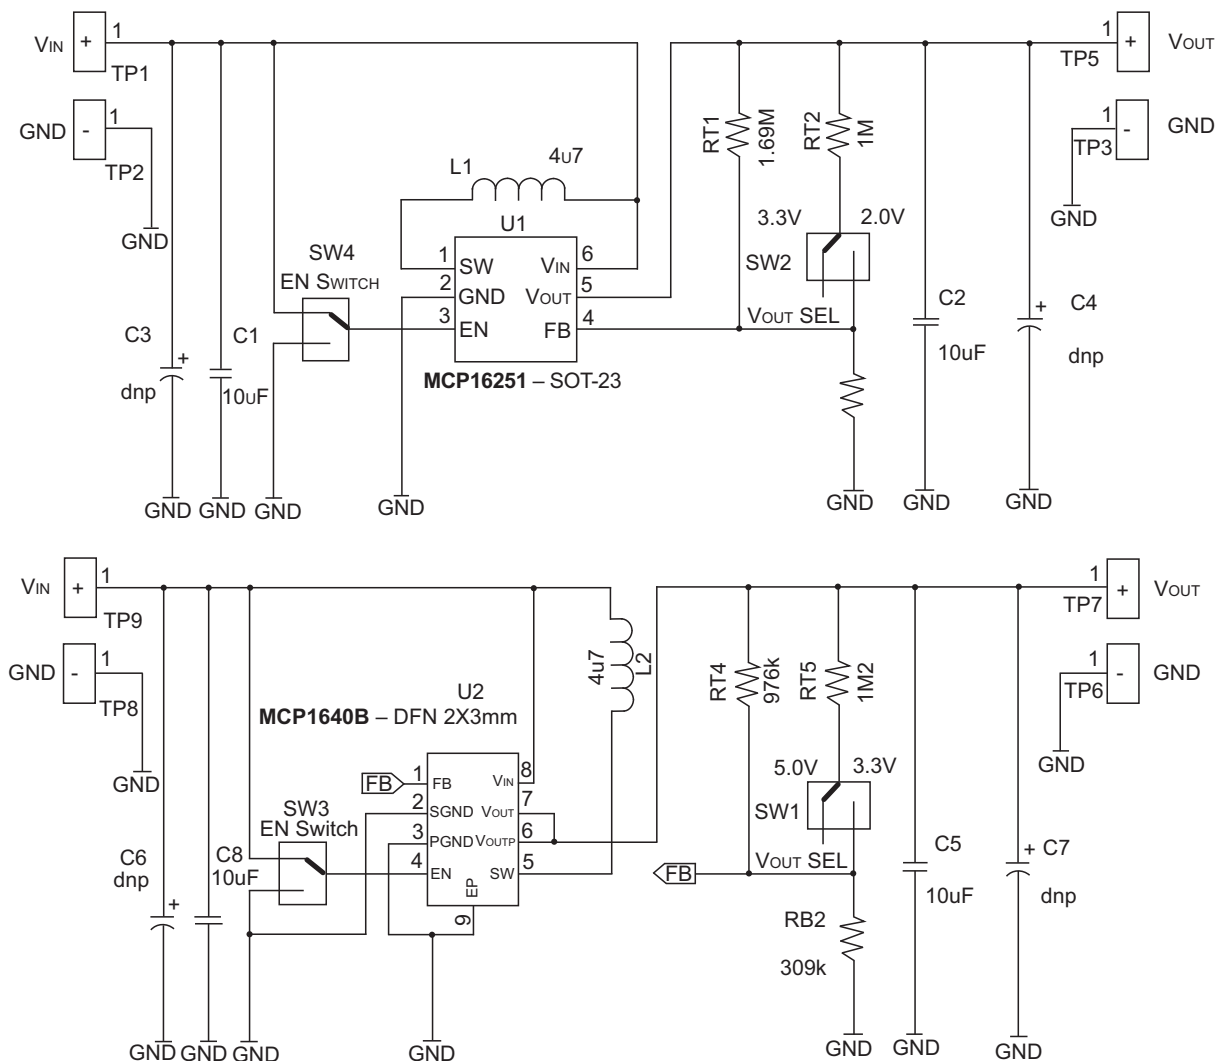 VIN
+
1
TP1
GND
-
1
TP2
GND
L1
4U7
U1
SW4
EN SWITCH
1
SW
2
GND
3
EN
VIN
6
VOUT
5
FB
4
MCP16251 – SOT-23
C3
+
dnp
C1
10UF
GND
GND
GND
GND
RT1
1.69M
RT2
1M
3.3V
2.0V
SW2
VOUT SEL
C2
10uF
+
C4
dnp
GND
GND
GND
1
+
TP5
VOUT
1
-
TP3
GND
GND
VIN
+
1
TP9
GND
-
1
TP8
GND
4u7
L2
U2
MCP1640B – DFN 2X3mm
FB
1
FB
2
SGND
3
PGND
4
EN
VIN
8
VOUT
7
VOUTP
6
SW
5
EP
9
SW3
EN Switch
C6
dnp
+
C8
10uF
GND
GND
GND
GND
RT4
976k
RT5
1M2
5.0V
3.3V
SW1
VOUT SEL
FB
RB2
309k
C5
10uF
+
C7
dnp
GND
GND
GND
1
+
TP7
VOUT
1
-
TP6
GND
GND